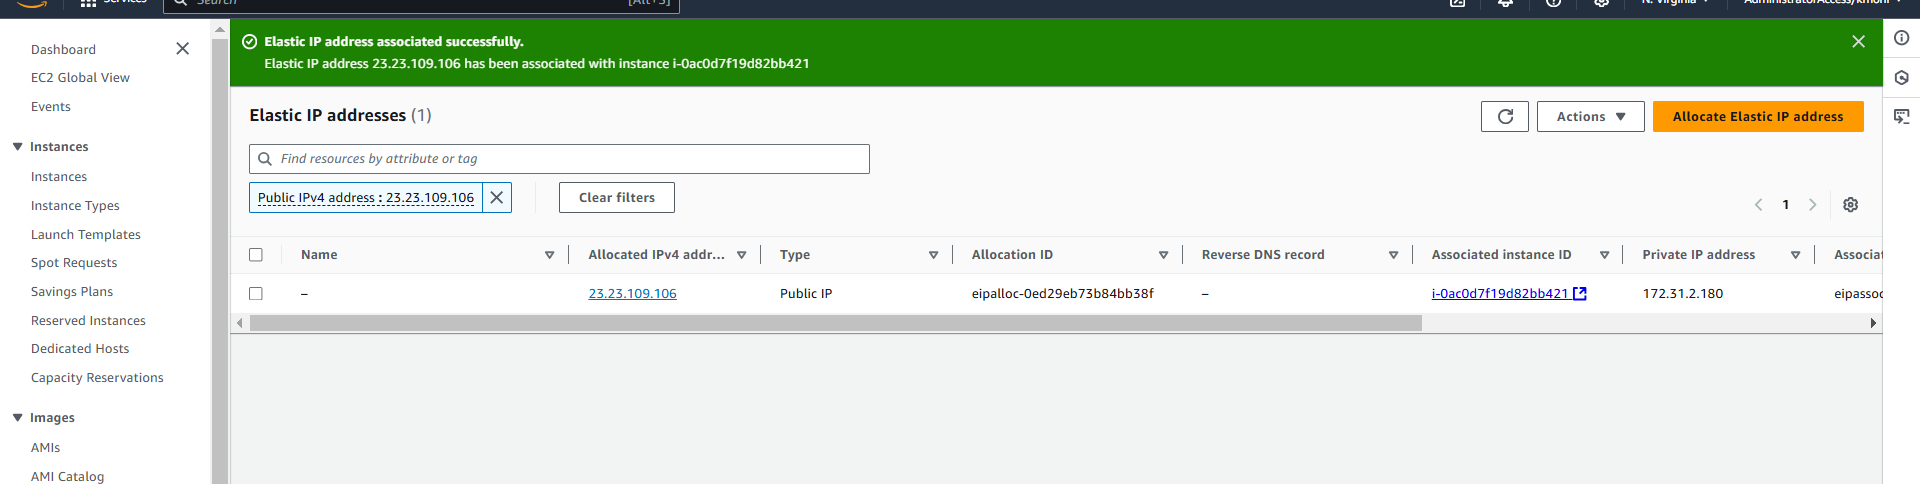 Services
Search
[Alt+S]
N. Virginia
Dashboard
EC2 Global View
Events
Instances
Instances
Instance Types
Launch Templates
Spot Requests
Savings Plans
Reserved Instances
Dedicated Hosts
Capacity Reservations
Images
AMIs
AMI Catalog
Elastic IP address associated successfully.
Elastic IP address 23.23.109.106 has been associated with instance i-0ac0d7f19d82bb421
Elastic IP addresses (1)
Actions
Allocate Elastic IP address
Find resources by attribute or tag
Public IPv4 address : 23.23.109.106
Clear filters
1
Name Allocated IPv4 addr... Type Allocation ID Reverse DNS record Associated instance ID Private IP address Associat
– 23.23.109.106 Public IP eipalloc-0ed29eb73b84bb38f – i-0ac0d7f19d82bb421 172.31.2.180 eipassoc